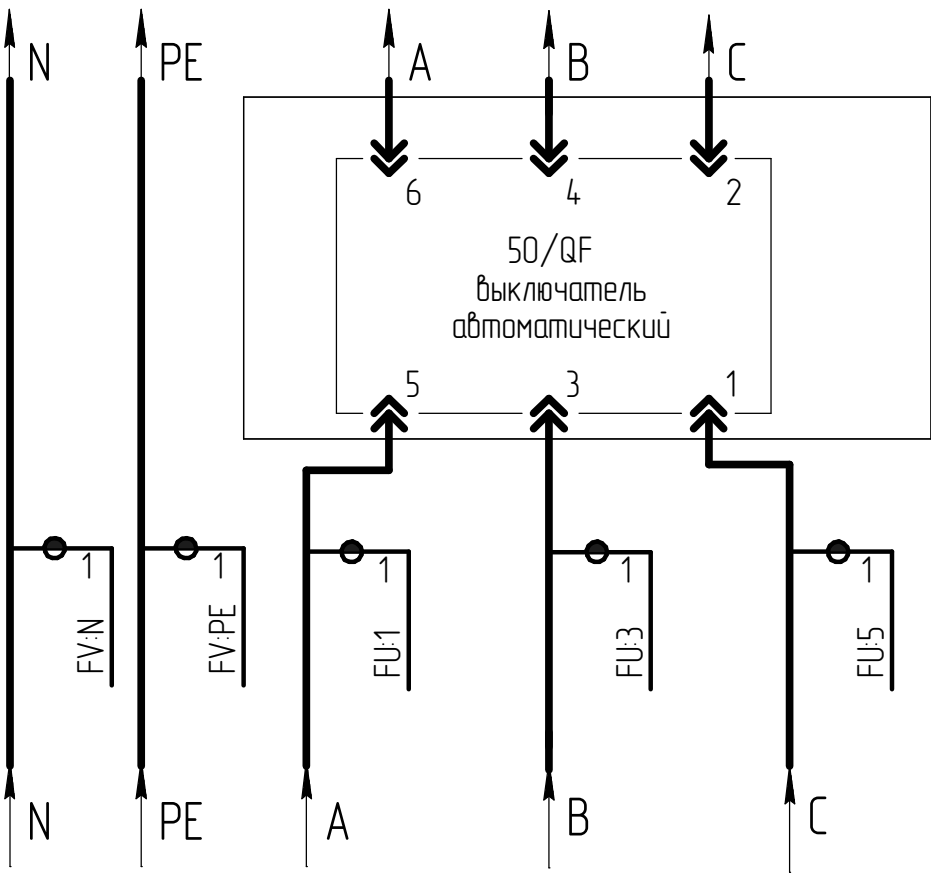 N PE A B C
6 4 2
50/QF
выключатель
автоматический
5 3 1
1 1 1 1 1
FV:N FV:PE FU:1 FU:3 FU:5
N PE A B C